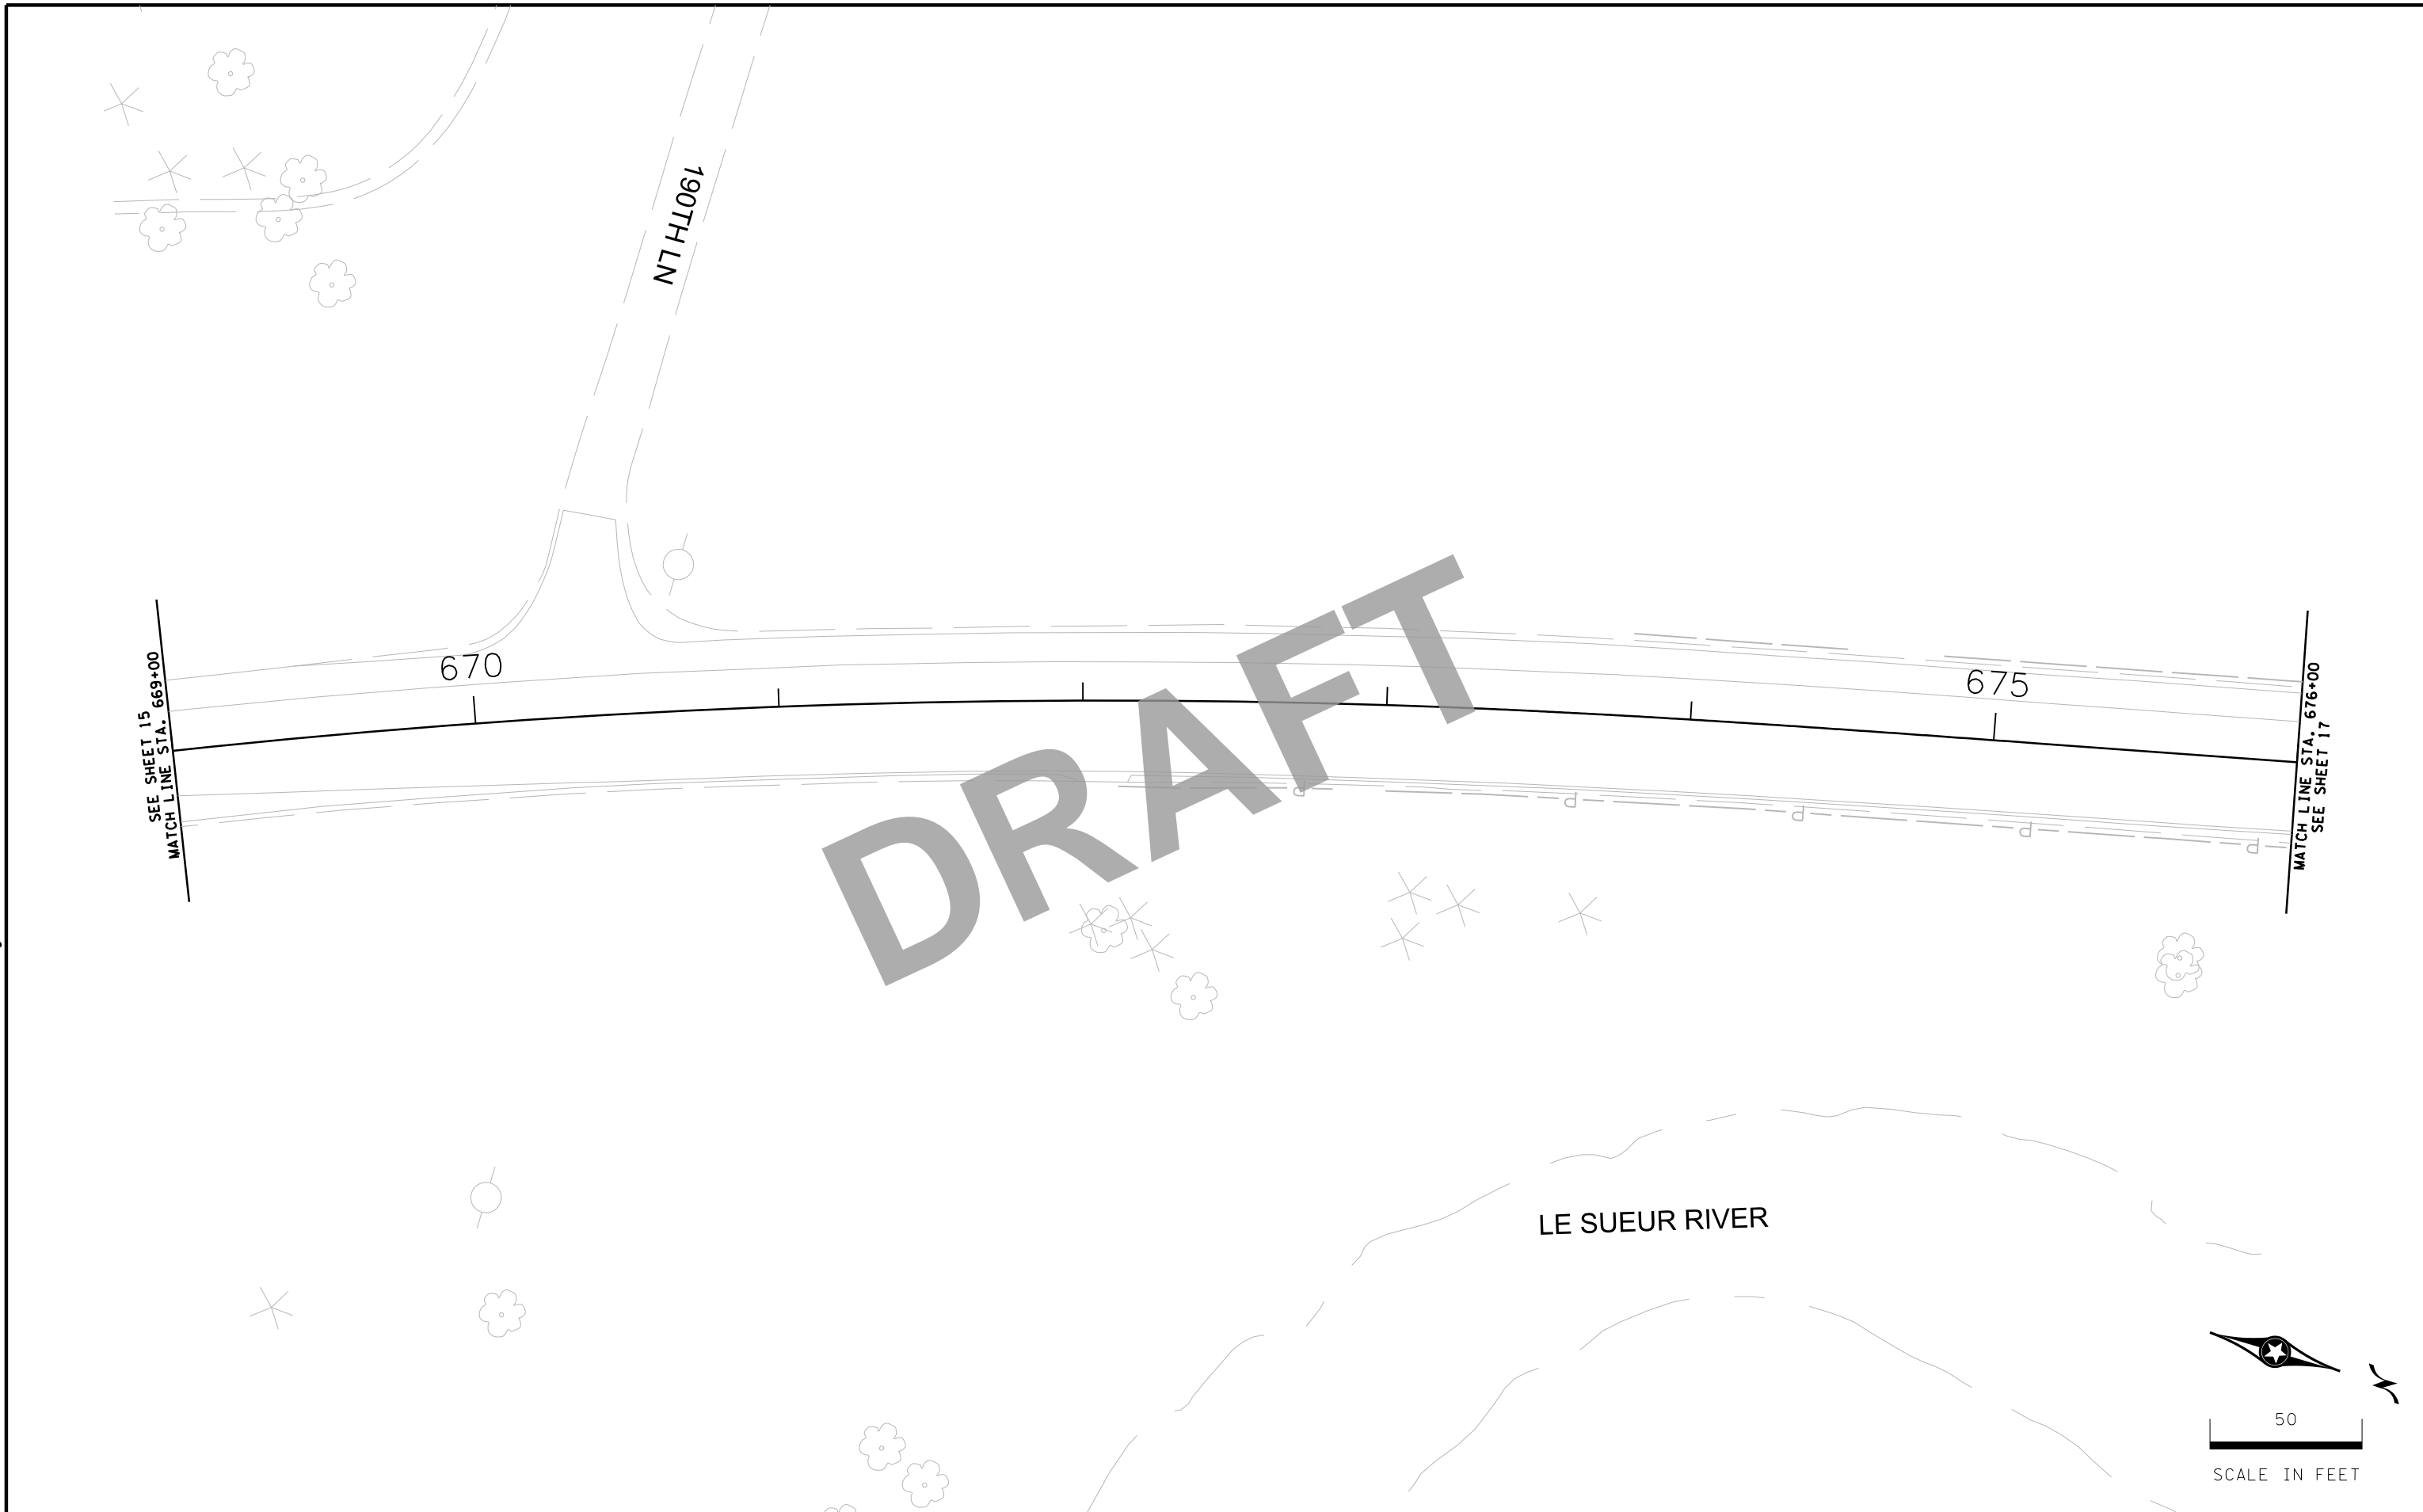 190TH LN
SEE SHEET 15
MATCH LINE STA. 669+00
670
675
MATCH LINE STA. 676+00
SEE SHEET 17
DRAFT
P
P
P
P
P
LE SUEUR RIVER
N
50
SCALE IN FEET